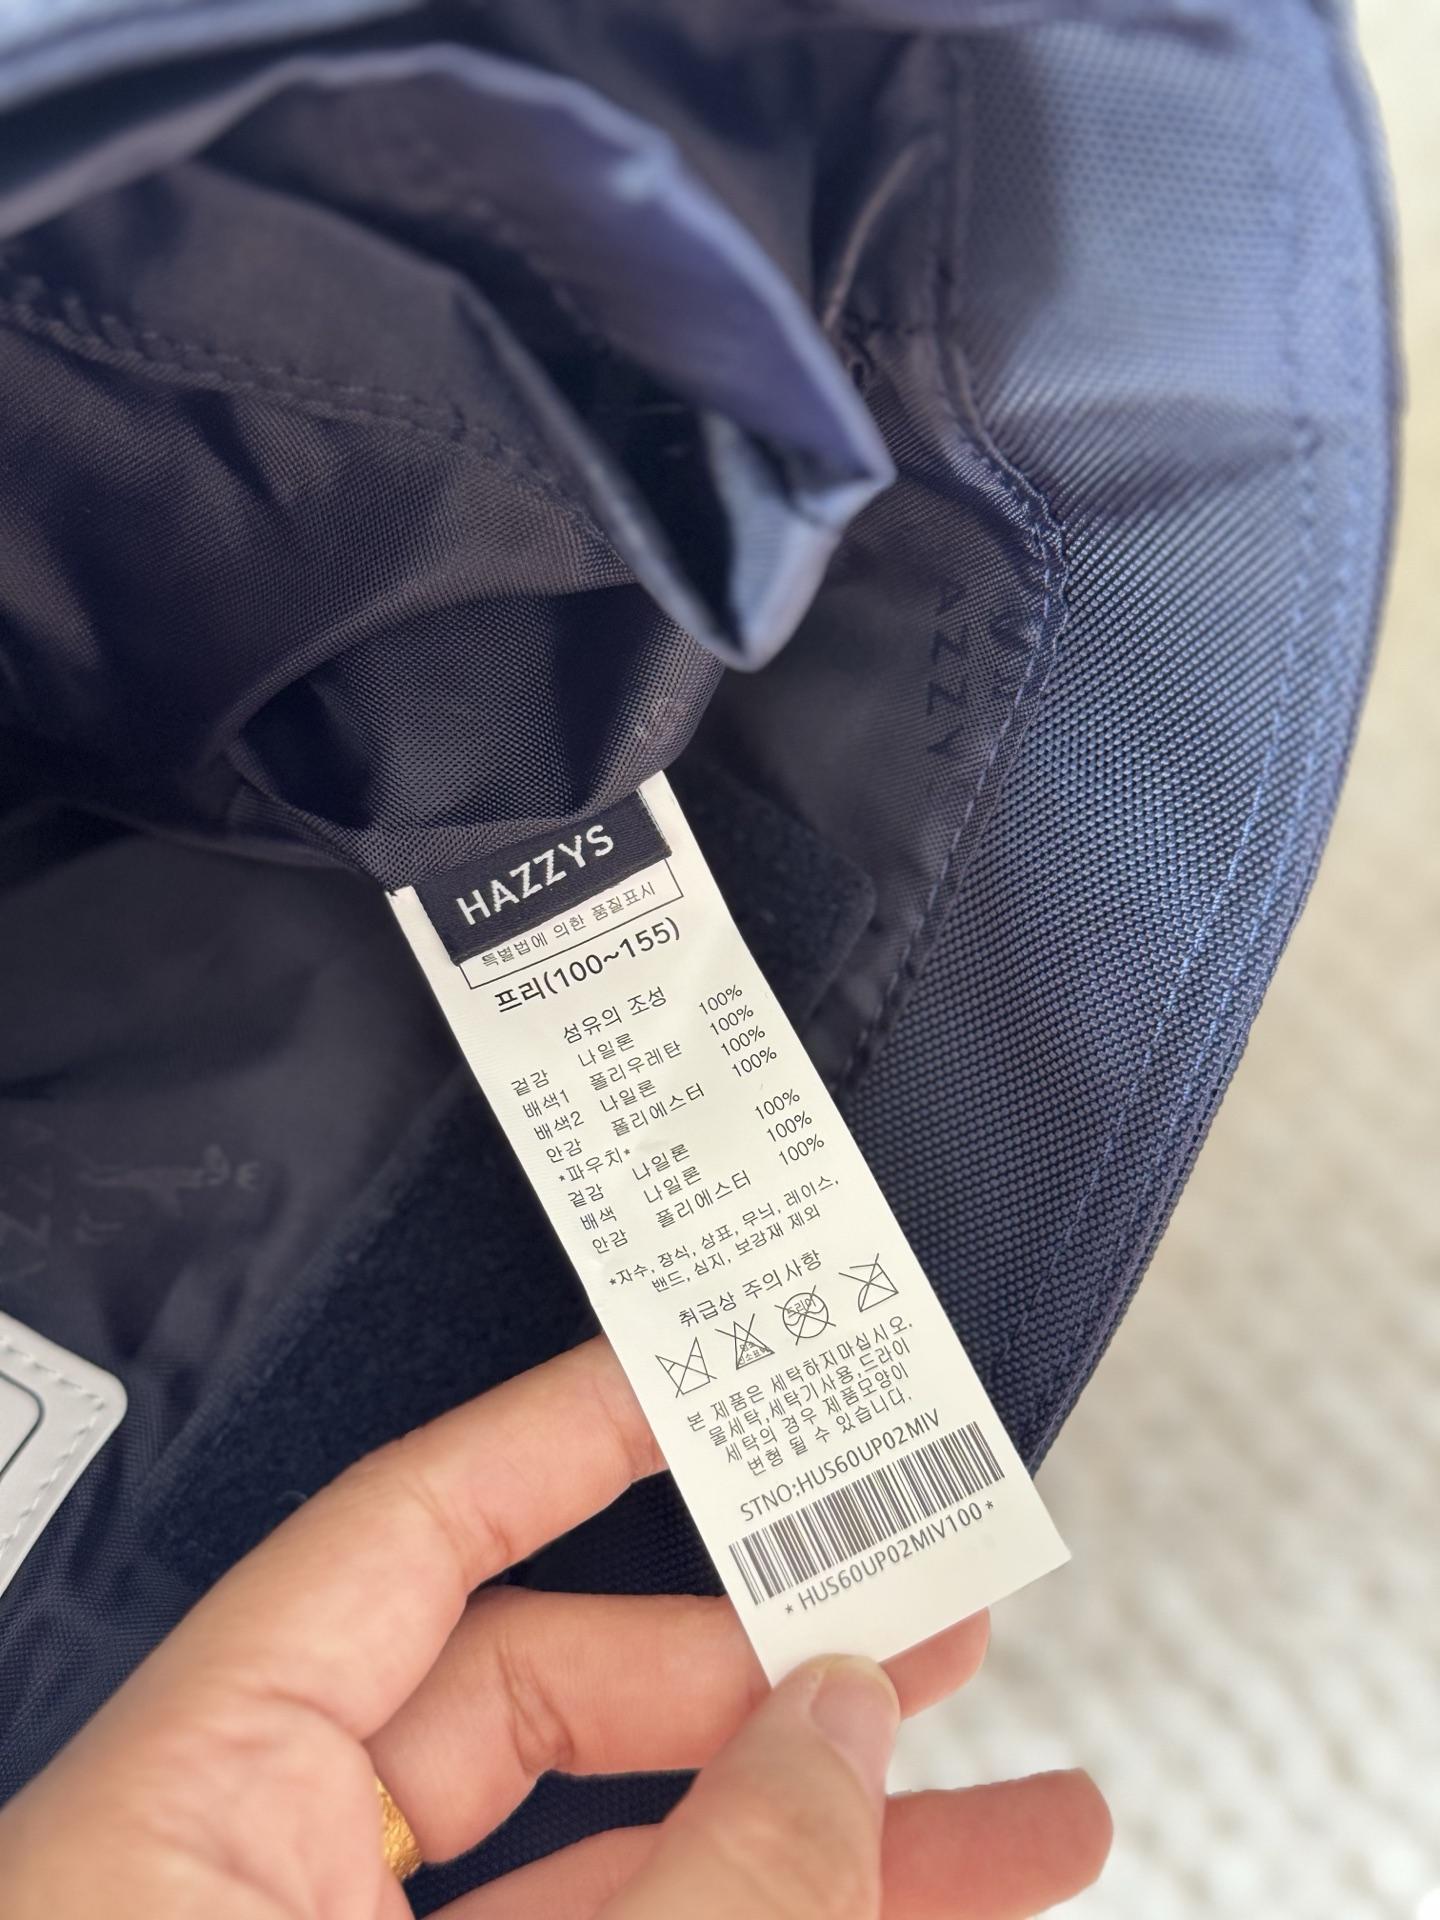 HAZZYS
특별법에 의한 품질표시
프리(100~155)
섬유의 조성
겉감 나일론 100%
배색1 폴리우레탄 100%
배색2 나일론 100%
안감 폴리에스터 100%
*파우치*
겉감 나일론 100%
배색 나일론 100%
안감 폴리에스터 100%
*자수, 장식, 상표, 무늬, 레이스,
밴드, 심지, 보강재 제외
취급상 주의사항
드라이
본 제품은 세탁하지마십시오.
물세탁,세탁기사용,드라이
세탁의 경우 제품모양이
변형 될 수 있습니다.
STNO:HUS60UP02MIV
*HUS60UP02MIV100*